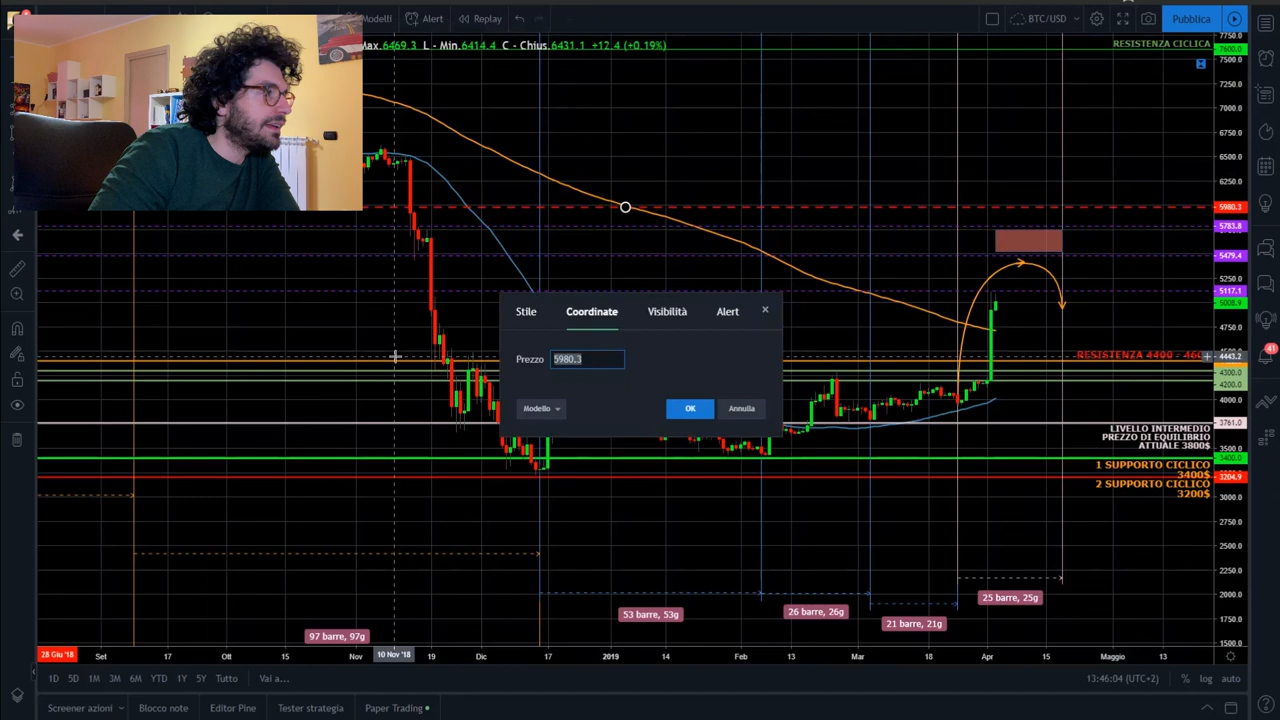 Modelli Alert Replay BTC/USD Pubblica
Max.6469.3 L - Min.6414.4 C - Chius.6431.1 +12.4 (+0.19%)
7750.0
RESISTENZA CICLICA
7600.0
7500.0
7250.0
7000.0
6750.0
6500.0
6250.0
5980.3
5783.8
5479.4
5250.0
5117.1
5008.9
4750.0
RESISTENZA 4400 - 460
4443.2
4300.0
4200.0
4000.0
3761.0
LIVELLO INTERMEDIO
PREZZO DI EQUILIBRIO
ATTUALE 3800$
3500.0
3400.0
1 SUPPORTO CICLICO
3400$
3204.9
2 SUPPORTO CICLICO
3200$
3000.0
2750.0
2500.0
2250.0
2000.0
1750.0
1500.0
Stile Coordinate Visibilità Alert
Prezzo 5980.3
Modello OK Annulla
97 barre, 97g
53 barre, 53g
26 barre, 26g
21 barre, 21g
25 barre, 25g
28 Giu '18 Set 17 Ott 15 Nov 10 Nov '18 19 Dic 17 2019 14 Feb 13 Mar 18 Apr 15 Maggio 13
1D 5D 1M 3M 6M YTD 1Y 5Y Tutto Vai a... 13:46:04 (UTC+2) % log auto
Screener azioni Blocco note Editor Pine Tester strategia Paper Trading
41